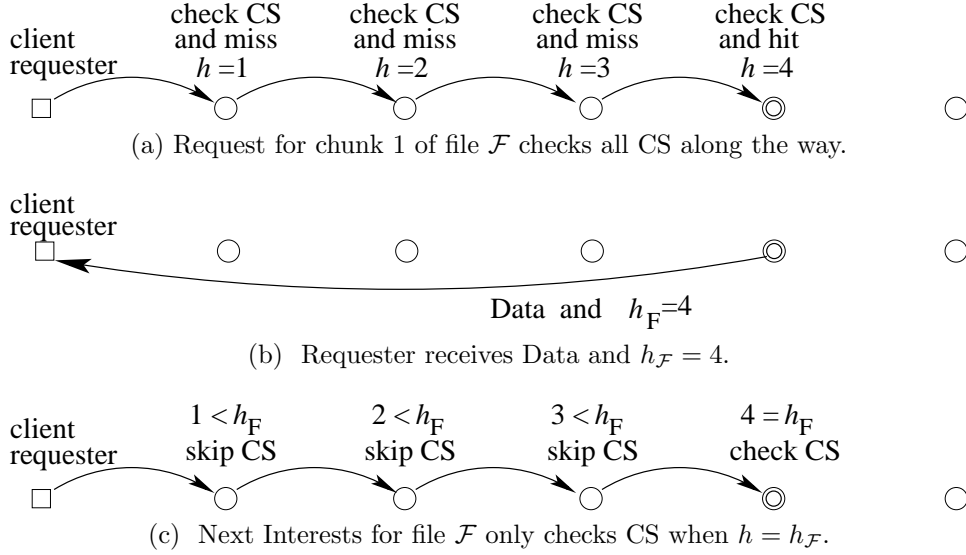 client
requester
check CS
and miss
h =1
check CS
and miss
h =2
check CS
and miss
h =3
check CS
and hit
h =4
(a) Request for chunk 1 of file ℱ checks all CS along the way.
client
requester
Data and h_F=4
(b) Requester receives Data and h_ℱ = 4.
client
requester
1 < h_F
skip CS
2 < h_F
skip CS
3 < h_F
skip CS
4 = h_F
check CS
(c) Next Interests for file ℱ only checks CS when h = h_ℱ.